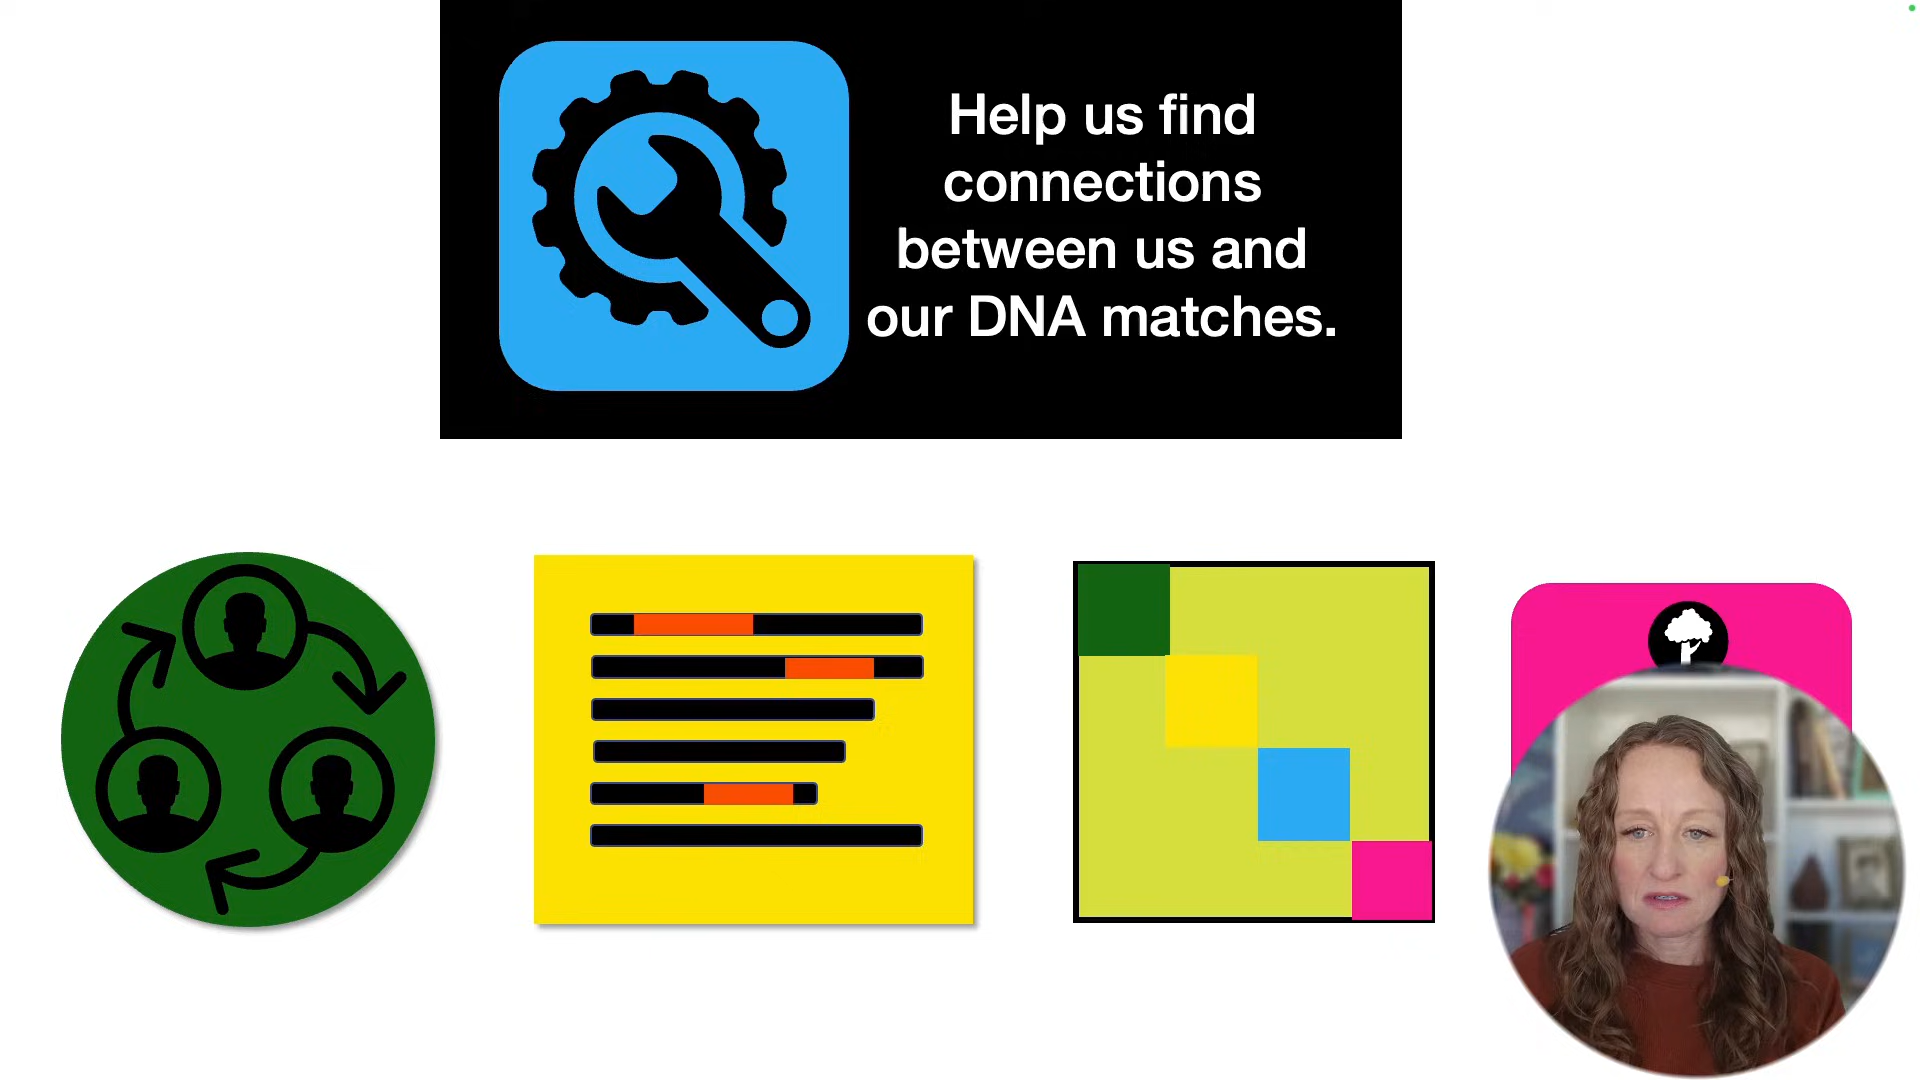 Help us find
connections
between us and
our DNA matches.